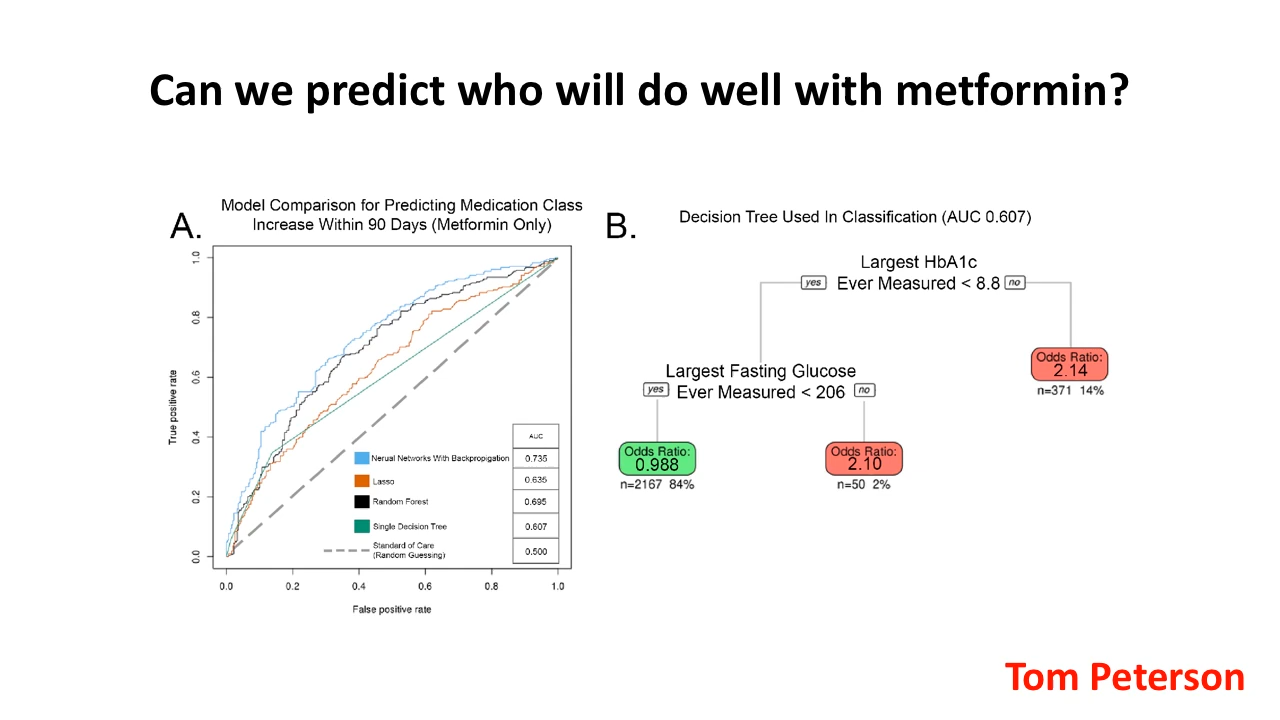 Can we predict who will do well with metformin?
A.
Model Comparison for Predicting Medication Class
Increase Within 90 Days (Metformin Only)
True positive rate
1.0
0.8
0.6
0.4
0.2
0.0
AUC
Nerual Networks With Backpropigation 0.735
Lasso 0.635
Random Forest 0.695
Single Decision Tree 0.607
Standard of Care
(Random Guessing) 0.500
0.0 0.2 0.4 0.6 0.8 1.0
False positive rate
B.
Decision Tree Used In Classification (AUC 0.607)
Largest HbA1c
yes Ever Measured < 8.8 no
Odds Ratio:
2.14
n=371 14%
Largest Fasting Glucose
yes Ever Measured < 206 no
Odds Ratio:
0.988
n=2167 84%
Odds Ratio:
2.10
n=50 2%
Tom Peterson